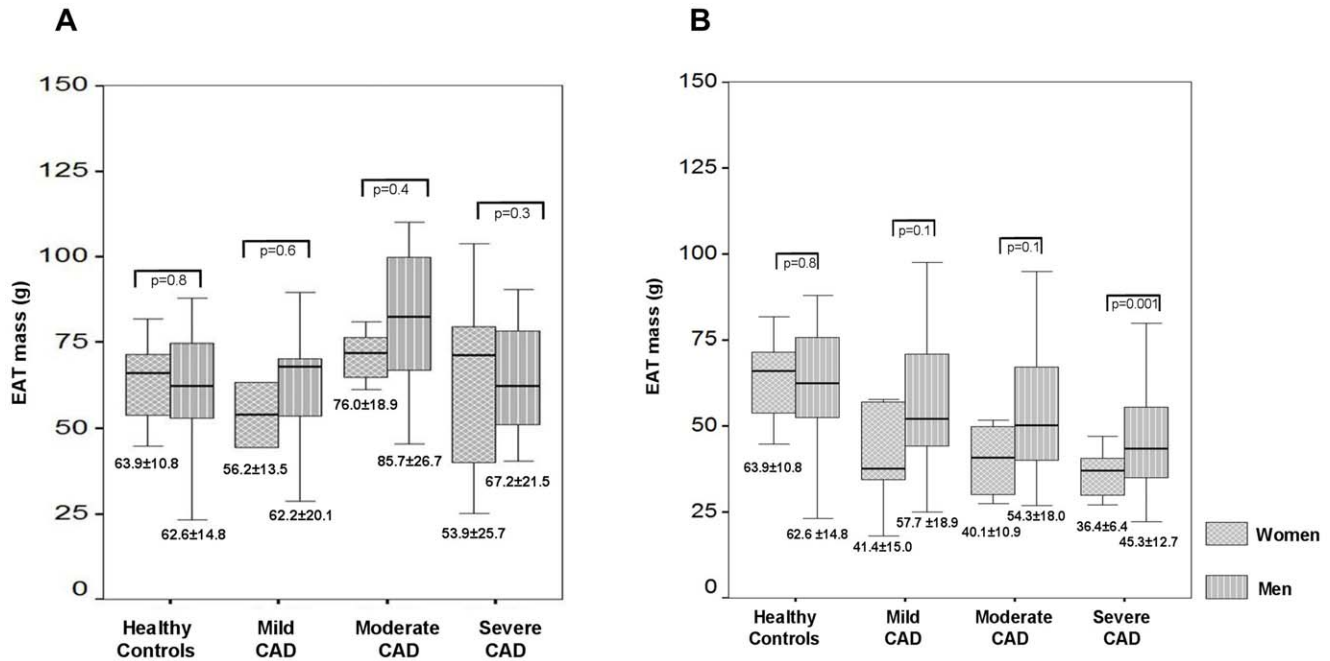 A
B
150
125
100
75
50
25
0
EAT mass (g)
p=0.8
p=0.6
p=0.4
p=0.3
63.9±10.8
62.6±14.8
56.2±13.5
62.2±20.1
76.0±18.9
85.7±26.7
53.9±25.7
67.2±21.5
Healthy
Controls
Mild
CAD
Moderate
CAD
Severe
CAD
150
125
100
75
50
25
0
EAT mass (g)
p=0.8
p=0.1
p=0.1
p=0.001
63.9±10.8
62.6 ±14.8
41.4±15.0
57.7 ±18.9
40.1±10.9
54.3±18.0
36.4±6.4
45.3±12.7
Healthy
Controls
Mild
CAD
Moderate
CAD
Severe
CAD
Women
Men